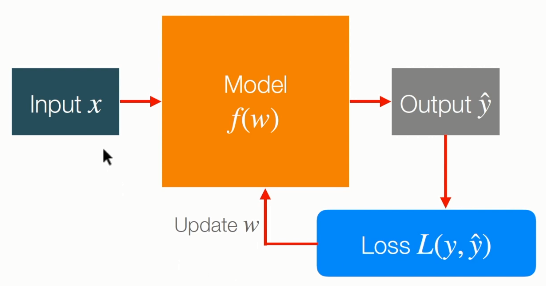 Input x
Model
f(w)
Output ŷ
Update w
Loss L(y, ŷ)